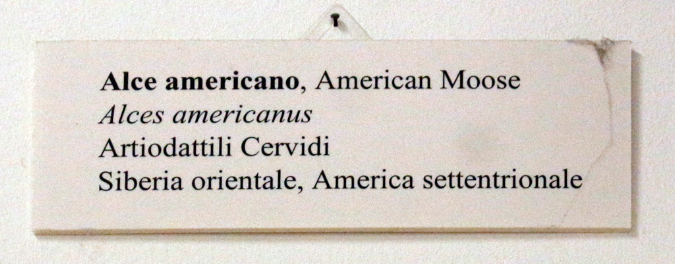 Alce americano, American Moose
Alces americanus
Artiodattili Cervidi
Siberia orientale, America settentrionale